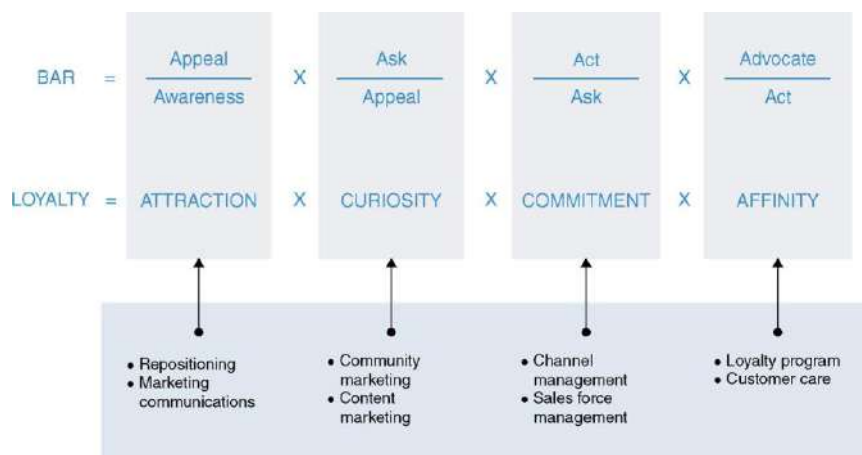 BAR = Appeal / Awareness X Ask / Appeal X Act / Ask X Advocate / Act
LOYALTY = ATTRACTION X CURIOSITY X COMMITMENT X AFFINITY
• Repositioning
• Marketing
communications
• Community
marketing
• Content
marketing
• Channel
management
• Sales force
management
• Loyalty program
• Customer care